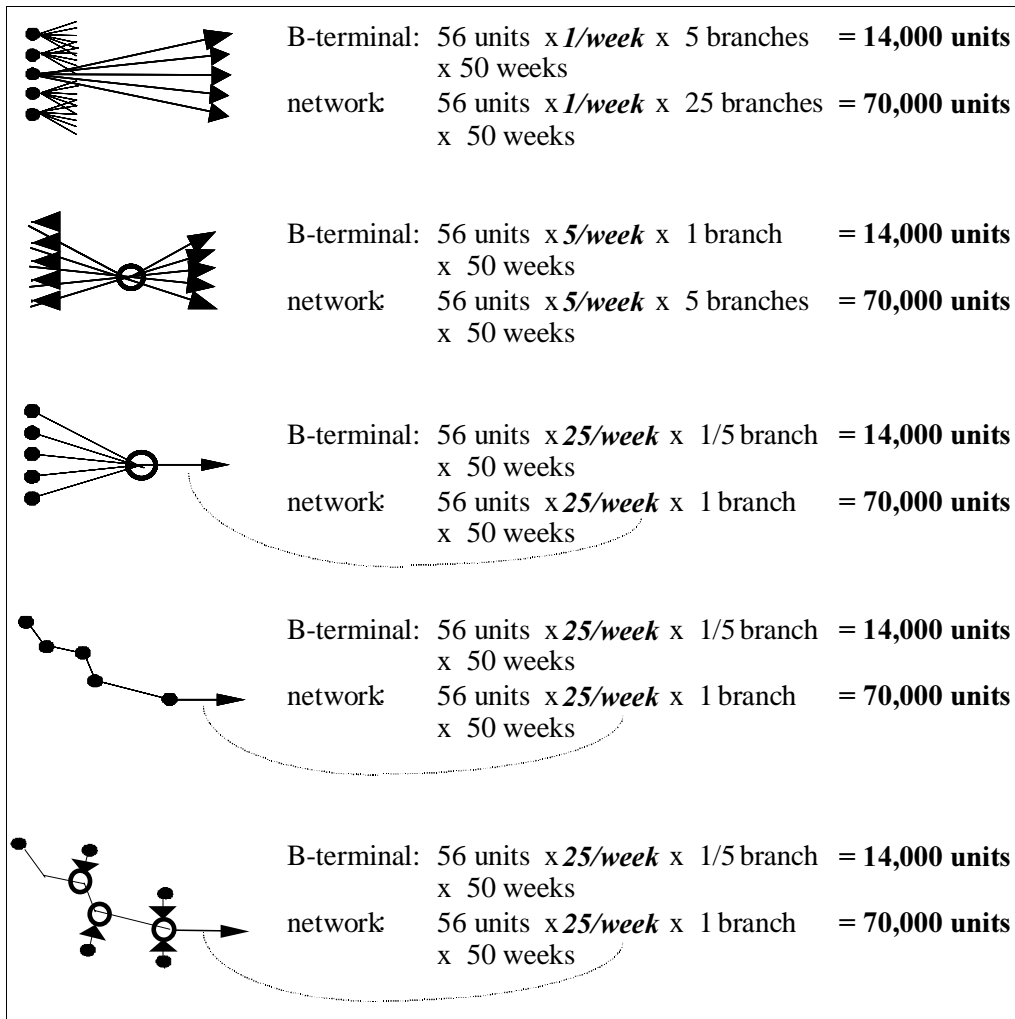 B-terminal: 56 units x 1/week x 5 branches = 14,000 units
x 50 weeks
network: 56 units x 1/week x 25 branches = 70,000 units
x 50 weeks
B-terminal: 56 units x 5/week x 1 branch = 14,000 units
x 50 weeks
network: 56 units x 5/week x 5 branches = 70,000 units
x 50 weeks
B-terminal: 56 units x 25/week x 1/5 branch = 14,000 units
x 50 weeks
network: 56 units x 25/week x 1 branch = 70,000 units
x 50 weeks
B-terminal: 56 units x 25/week x 1/5 branch = 14,000 units
x 50 weeks
network: 56 units x 25/week x 1 branch = 70,000 units
x 50 weeks
B-terminal: 56 units x 25/week x 1/5 branch = 14,000 units
x 50 weeks
network: 56 units x 25/week x 1 branch = 70,000 units
x 50 weeks